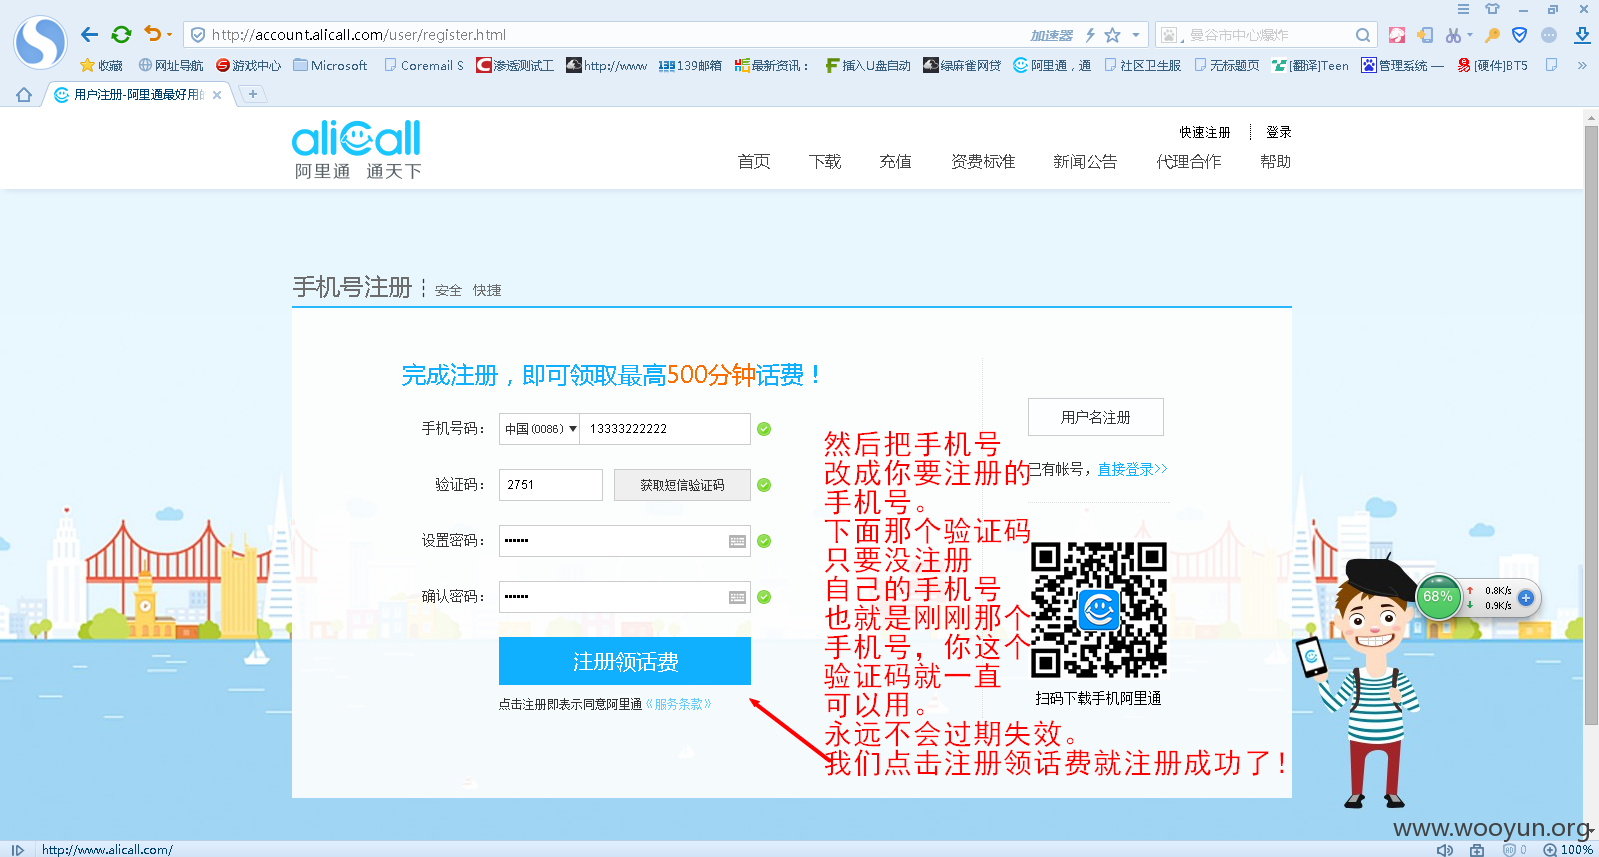 http://account.alicall.com/user/register.html
加速器
曼谷市中心爆炸
收藏 网址导航 游戏中心 Microsoft Coremail S 渗透测试工 http://www 139邮箱 最新资讯： 插入U盘自动 绿麻雀网贷 阿里通，通 社区卫生服 无标题页 [翻译]Teen 管理系统 — [硬件]BT5
用户注册-阿里通最好用的
alicall
阿里通 通天下
快速注册 登录
首页 下载 充值 资费标准 新闻公告 代理合作 帮助
手机号注册 安全 快捷
完成注册，即可领取最高500分钟话费！
手机号码： 中国(0086) 13333222222
验证码： 2751 获取短信验证码
设置密码： ••••••
确认密码： ••••••
注册领话费
点击注册即表示同意阿里通《服务条款》
用户名注册
已有帐号，直接登录>>
扫码下载手机阿里通
然后把手机号
改成你要注册的
手机号。
下面那个验证码
只要没注册
自己的手机号
也就是刚刚那个
手机号，你这个
验证码就一直
可以用。
永远不会过期失效。
我们点击注册领话费就注册成功了！
68%
0.8K/s
0.9K/s
www.wooyun.org
http://www.alicall.com/
0
100%